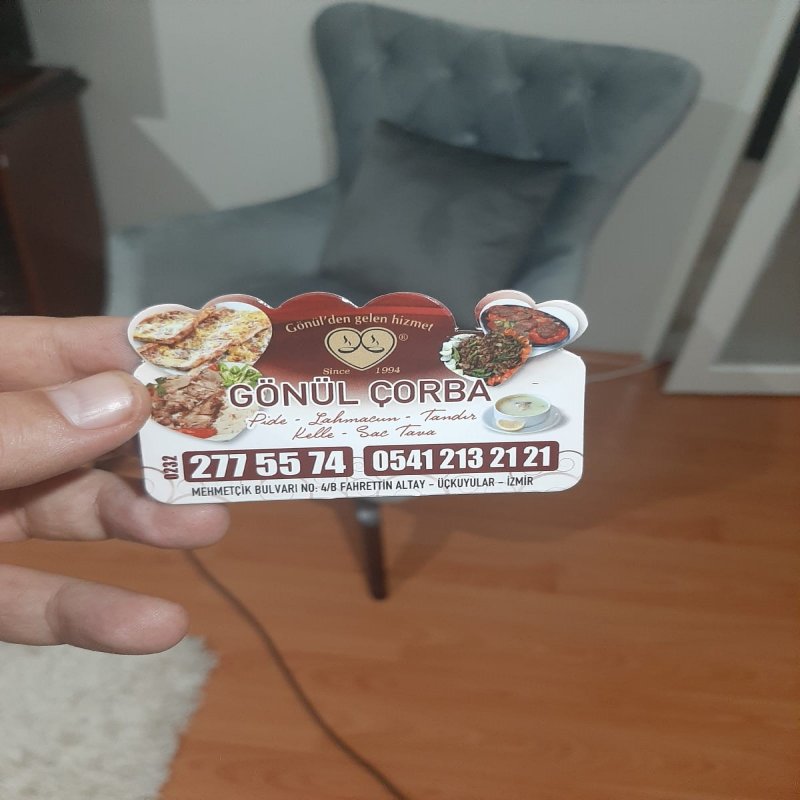 Gönül'den gelen hizmet
®
Since 1994
GÖNÜL ÇORBA
Pide - Lahmacun - Tandır
Kelle - Sac Tava
0232 277 55 74 0541 213 21 21
MEHMETÇİK BULVARI NO: 4/B FAHRETTİN ALTAY - ÜÇKUYULAR - İZMİR